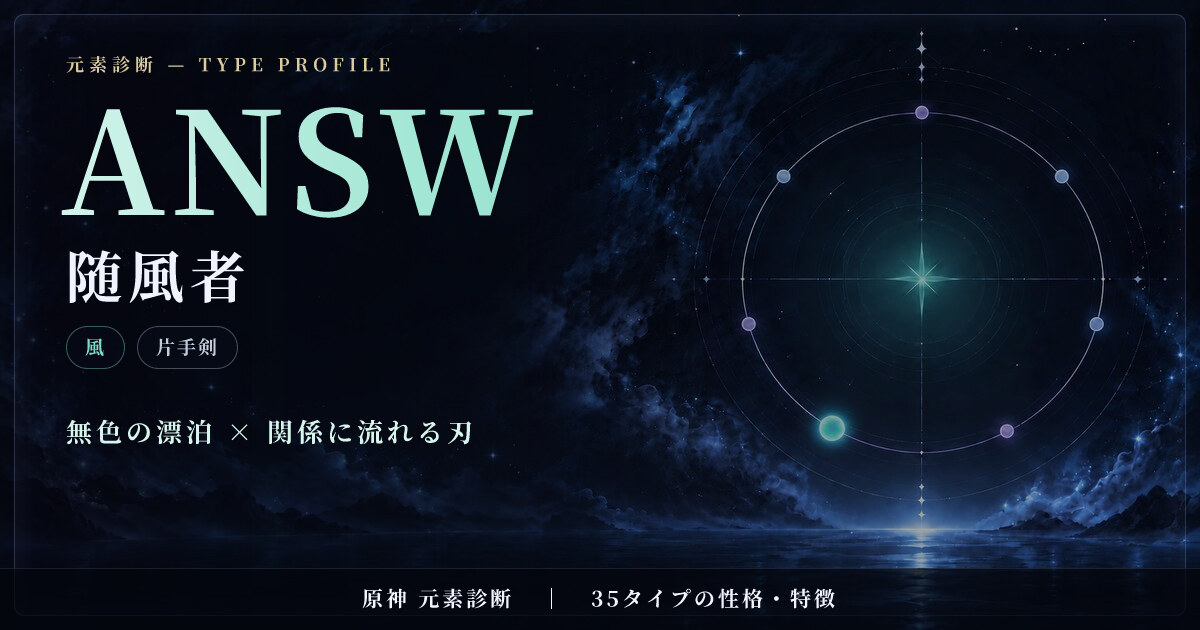 元素診断 — TYPE PROFILE
ANSW
随風者
風 片手剣
無色の漂泊 × 関係に流れる刃
原神 元素診断 | 35タイプの性格・特徴